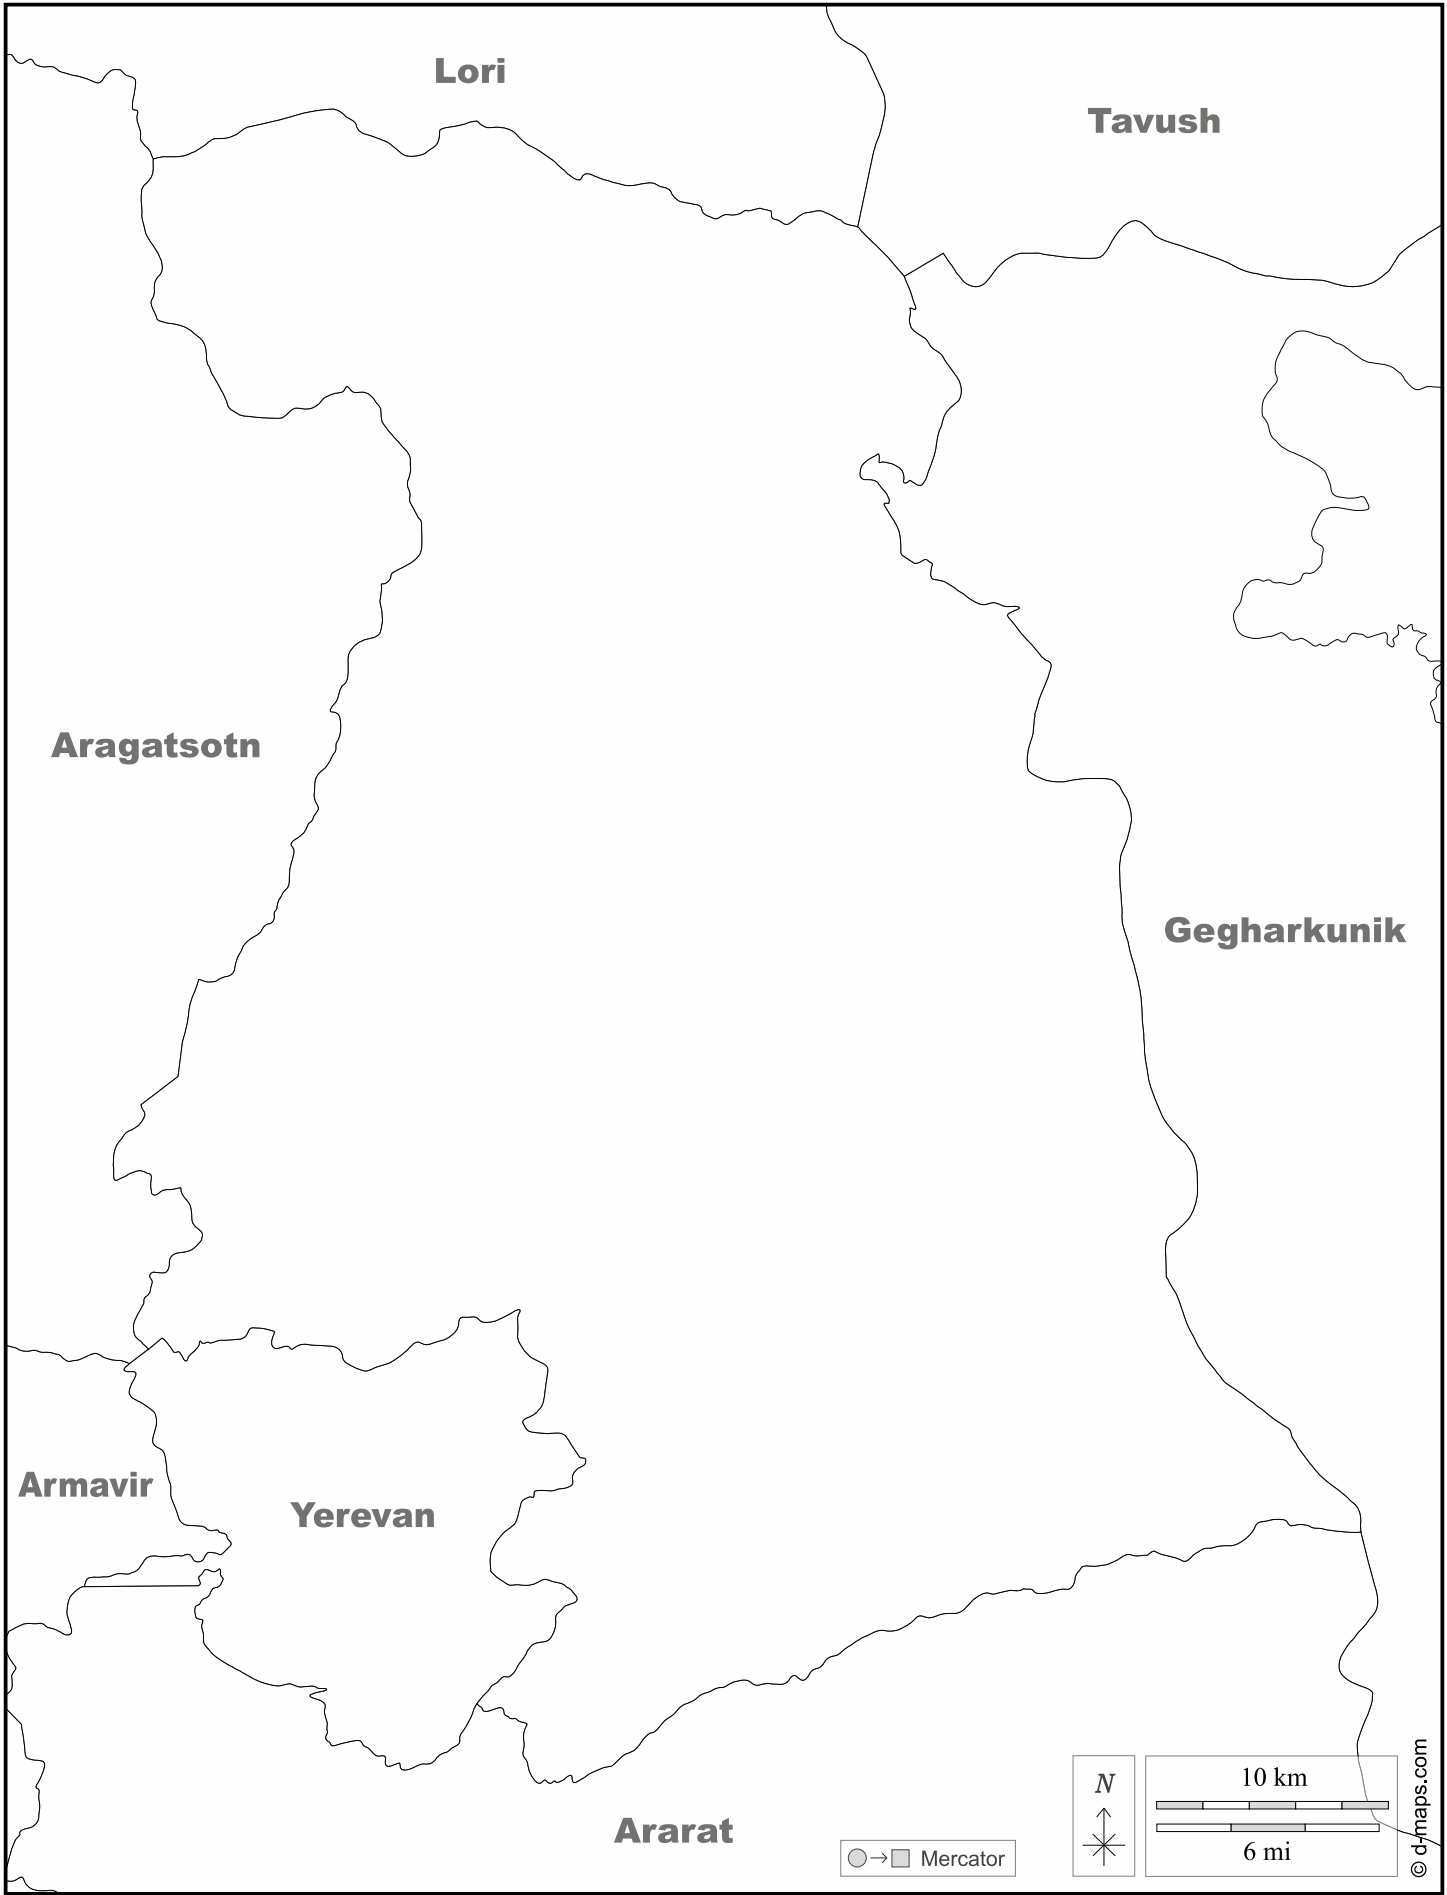 Lori
Tavush
Aragatsotn
Gegharkunik
Armavir
Yerevan
Ararat
Mercator
N
10 km
6 mi
© d-maps.com